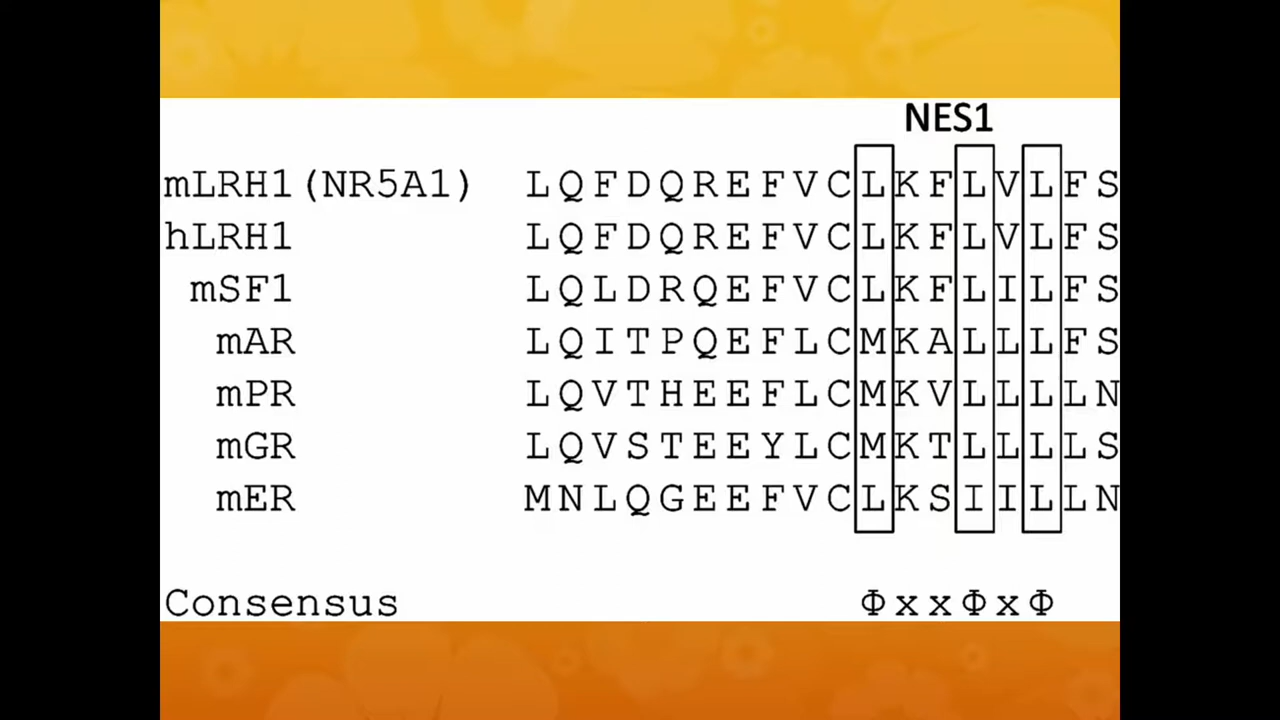 NES1
mLRH1(NR5A1) LQFDQREFVCLKFLVLFS
hLRH1 LQFDQREFVCLKFLVLFS
mSF1 LQLDRQEFVCLKFLILFS
mAR LQITPQEFLCMKALLLFS
mPR LQVTHEEFLCMKVLLLLN
mGR LQVSTEEYLCMKTLLLLS
mER MNLQGEEFVCLKSIILLN
Consensus ΦxxΦxΦ